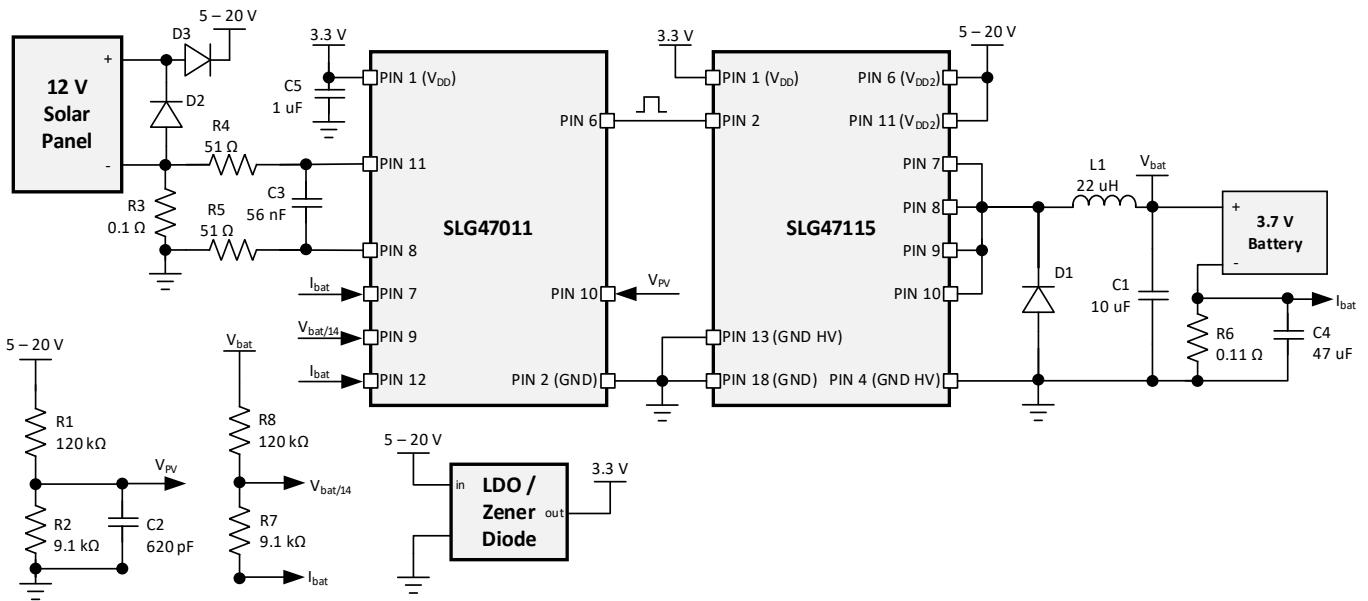 5 – 20 V
D3
+
12 V
Solar
Panel
-
D2
R4
51 Ω
R3
0.1 Ω
R5
51 Ω
C3
56 nF
3.3 V
C5
1 uF
PIN 1 (VDD)
PIN 11
PIN 8
PIN 7
PIN 9
PIN 12
SLG47011
PIN 6
PIN 10
PIN 2 (GND)
Ibat
Vbat/14
Ibat
VPV
3.3 V
PIN 1 (VDD)
PIN 2
PIN 13 (GND HV)
PIN 18 (GND)
SLG47115
5 – 20 V
PIN 6 (VDD2)
PIN 11 (VDD2)
PIN 7
PIN 8
PIN 9
PIN 10
PIN 4 (GND HV)
D1
L1
22 uH
Vbat
C1
10 uF
+
3.7 V
Battery
-
Ibat
R6
0.11 Ω
C4
47 uF
5 – 20 V
R1
120 kΩ
VPV
R2
9.1 kΩ
C2
620 pF
Vbat
R8
120 kΩ
Vbat/14
R7
9.1 kΩ
Ibat
5 – 20 V
in
LDO /
Zener
Diode
out
3.3 V